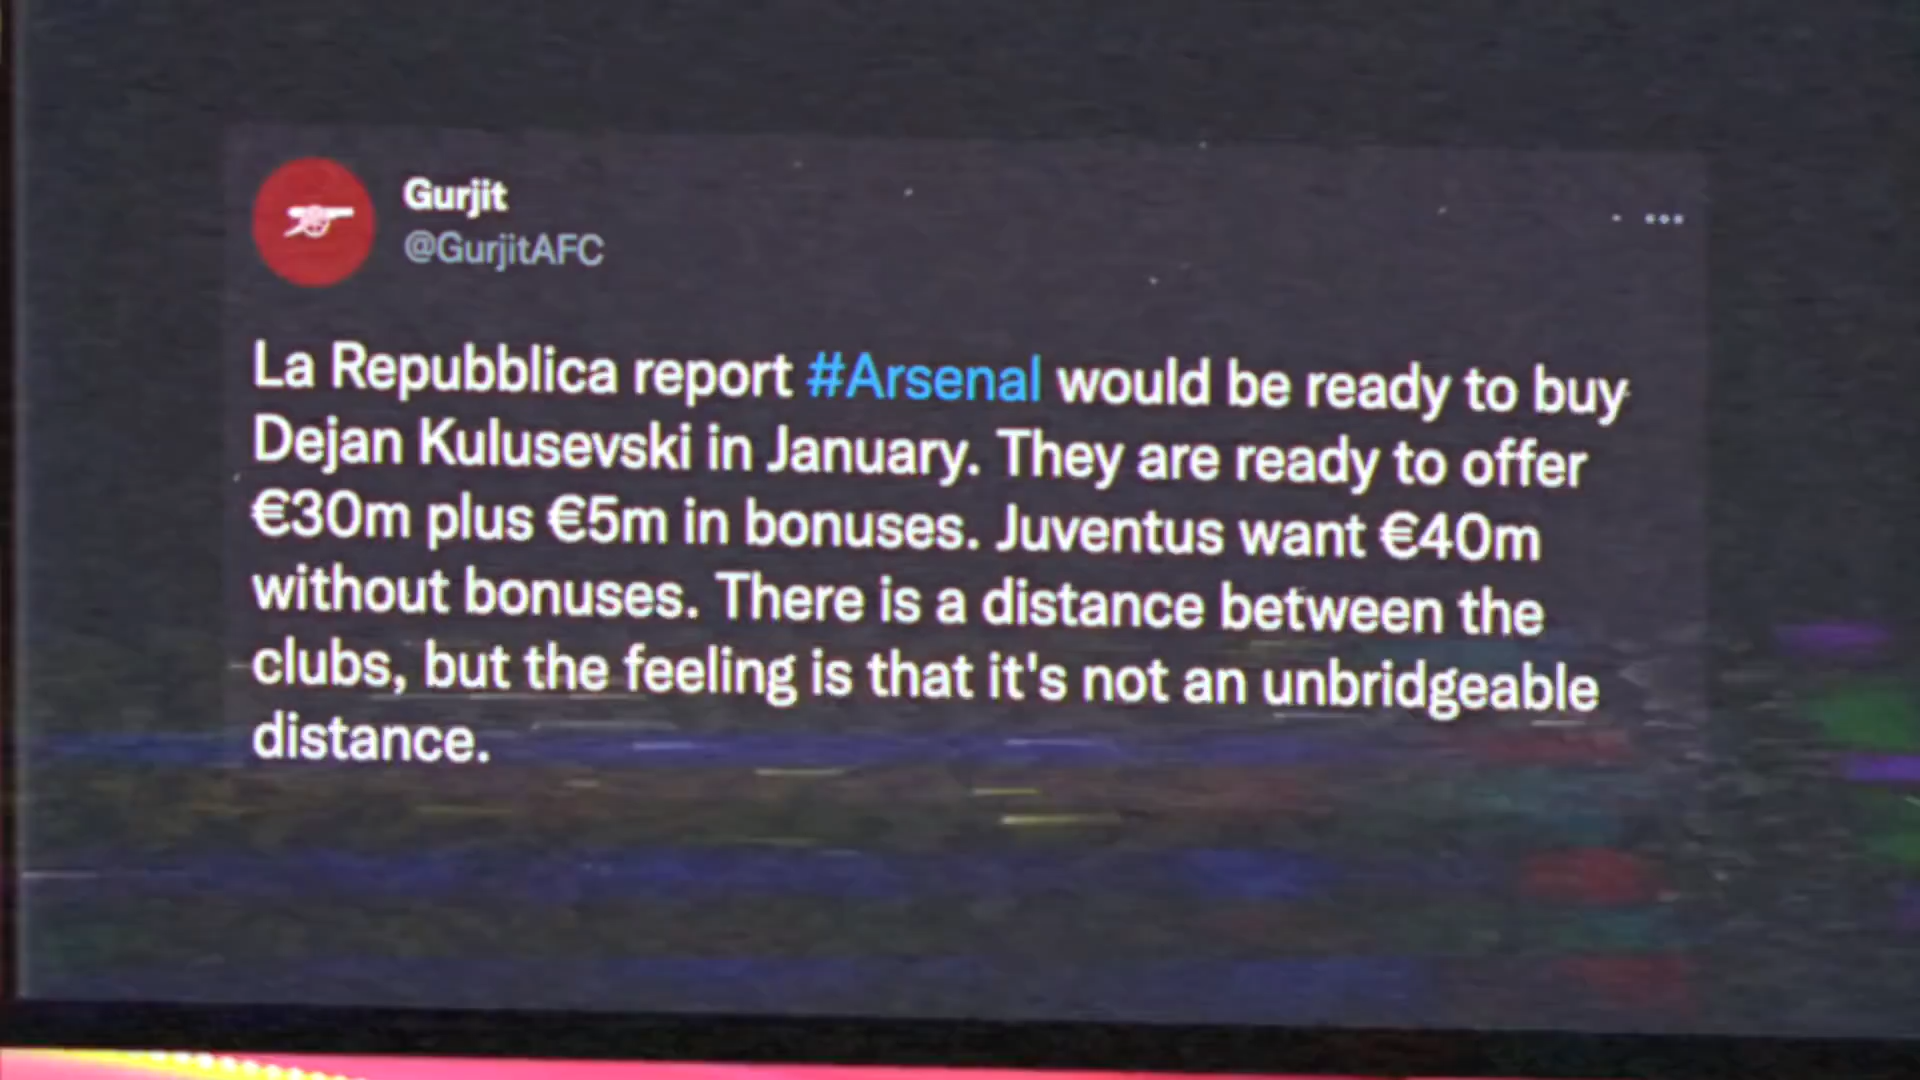 Gurjit
@GurjitAFC
La Repubblica report #Arsenal would be ready to buy
Dejan Kulusevski in January. They are ready to offer
€30m plus €5m in bonuses. Juventus want €40m
without bonuses. There is a distance between the
clubs, but the feeling is that it's not an unbridgeable
distance.